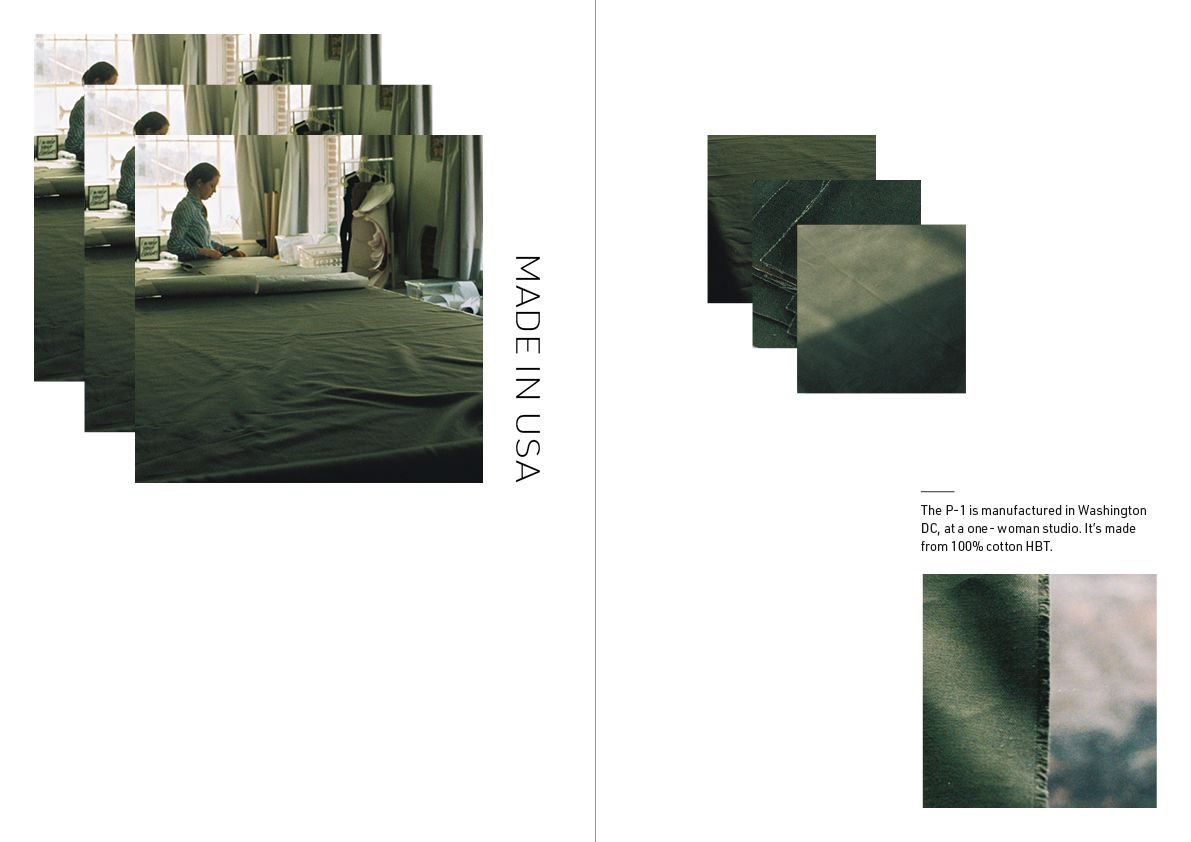 MADE IN USA
The P-1 is manufactured in Washington
DC, at a one- woman studio. It’s made
from 100% cotton HBT.